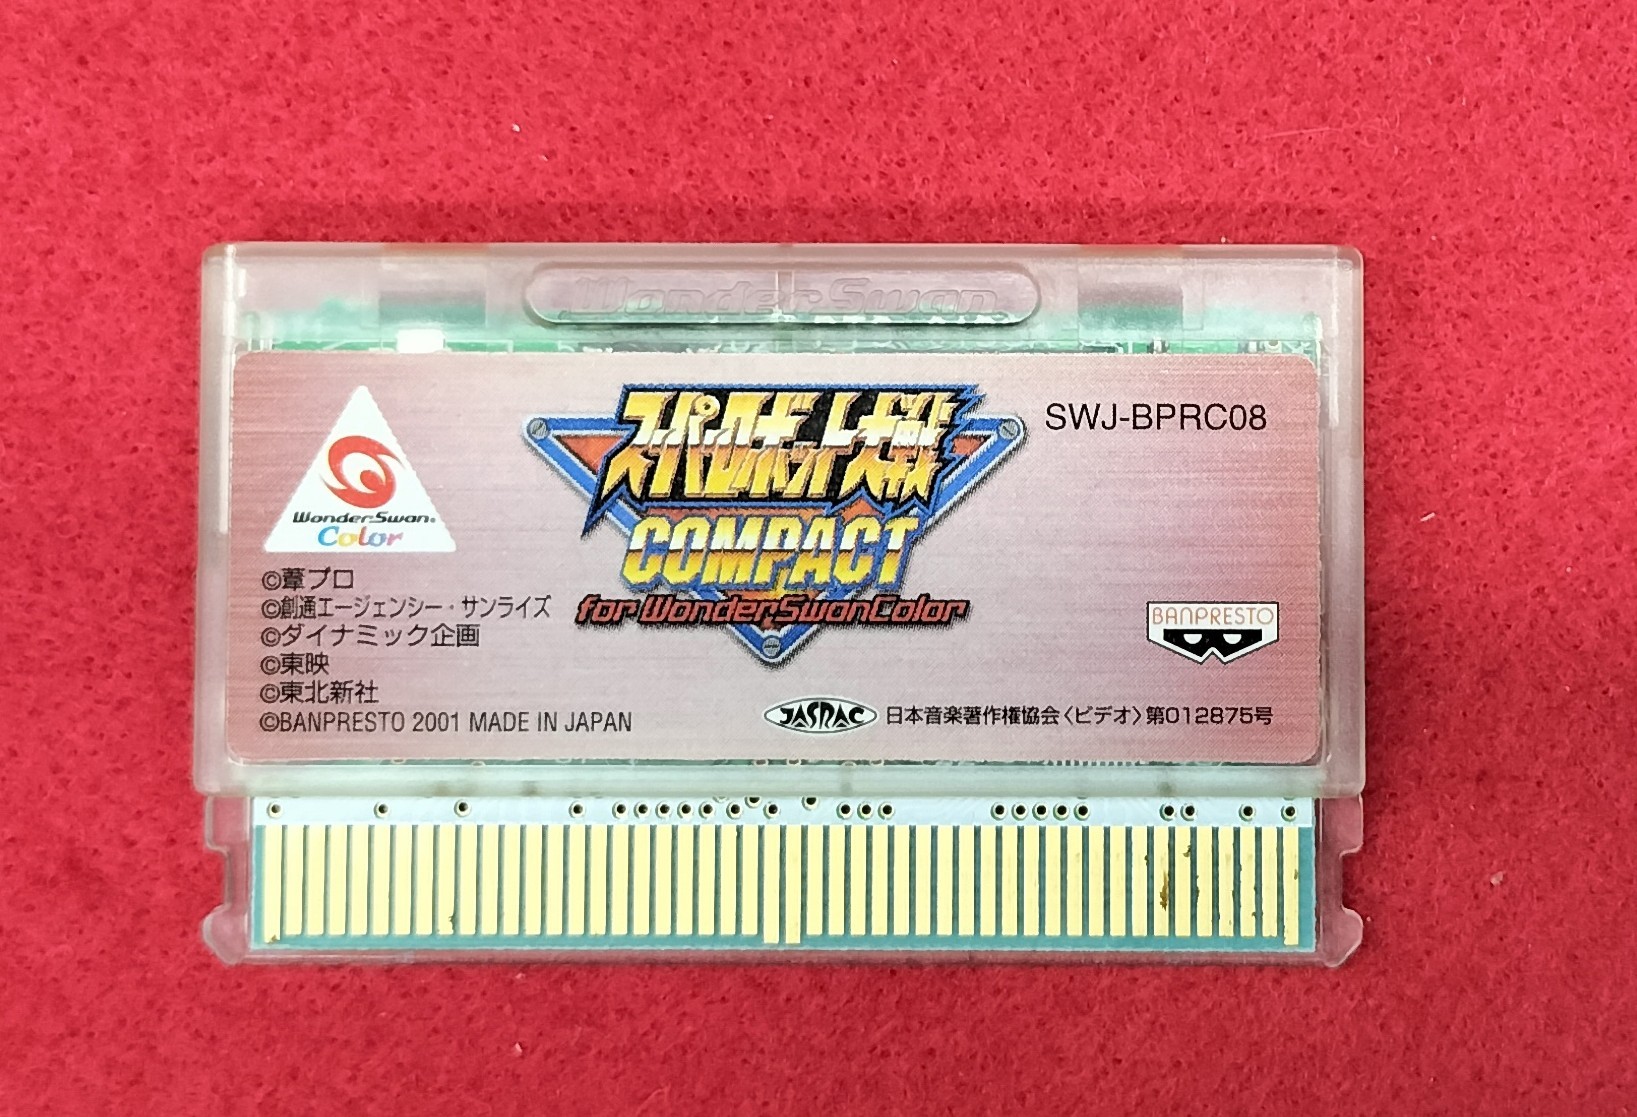 WonderSwan
スーパーロボット大戦
COMPACT
for WonderSwanColor
SWJ-BPRC08
WonderSwan
Color
©葦プロ
©創通エージェンシー・サンライズ
©ダイナミック企画
©東映
©東北新社
©BANPRESTO 2001 MADE IN JAPAN
BANPRESTO
JASRAC 日本音楽著作権協会〈ビデオ〉第012875号